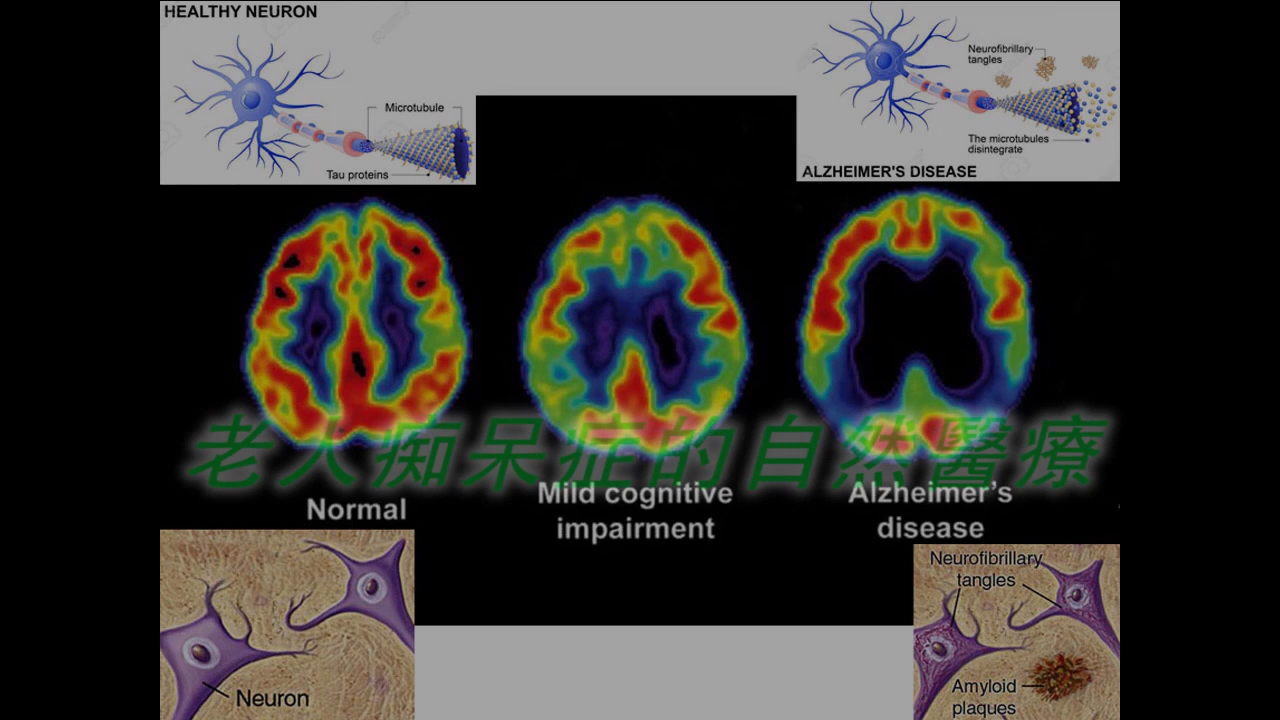 HEALTHY NEURON
Microtubule
Tau proteins
Neurofibrillary
tangles
The microtubules
disintegrate
ALZHEIMER'S DISEASE
老人痴呆症的自然醫療
Normal
Mild cognitive
impairment
Alzheimer’s
disease
Neuron
Neurofibrillary
tangles
Amyloid
plaques